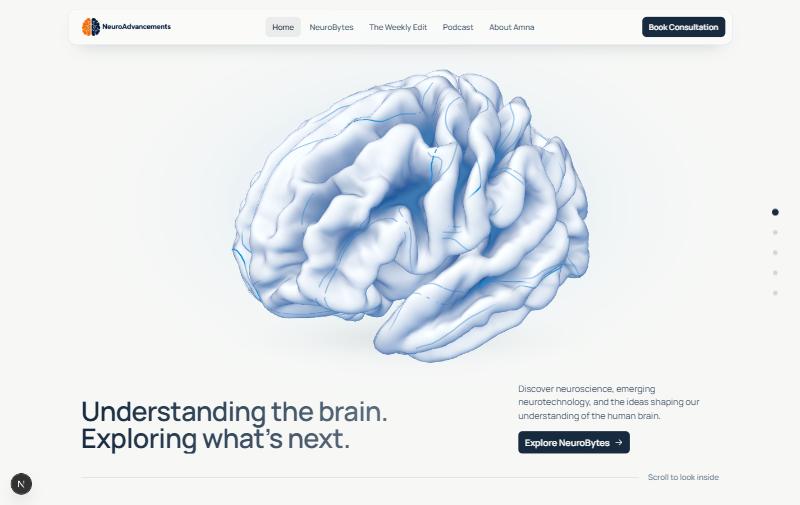 NeuroAdvancements
Home
NeuroBytes
The Weekly Edit
Podcast
About Amna
Book Consultation
Understanding the brain.
Exploring what's next.
Discover neuroscience, emerging
neurotechnology, and the ideas shaping our
understanding of the human brain.
Explore NeuroBytes →
N
Scroll to look inside